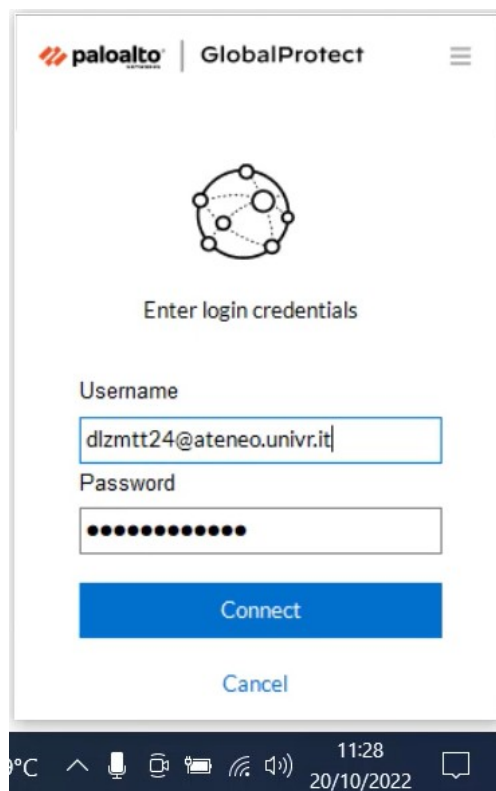 paloalto | GlobalProtect
Enter login credentials
Username
dlzmtt24@ateneo.univr.it
Password
●●●●●●●●●●●●
Connect
Cancel
11:28
°C
20/10/2022